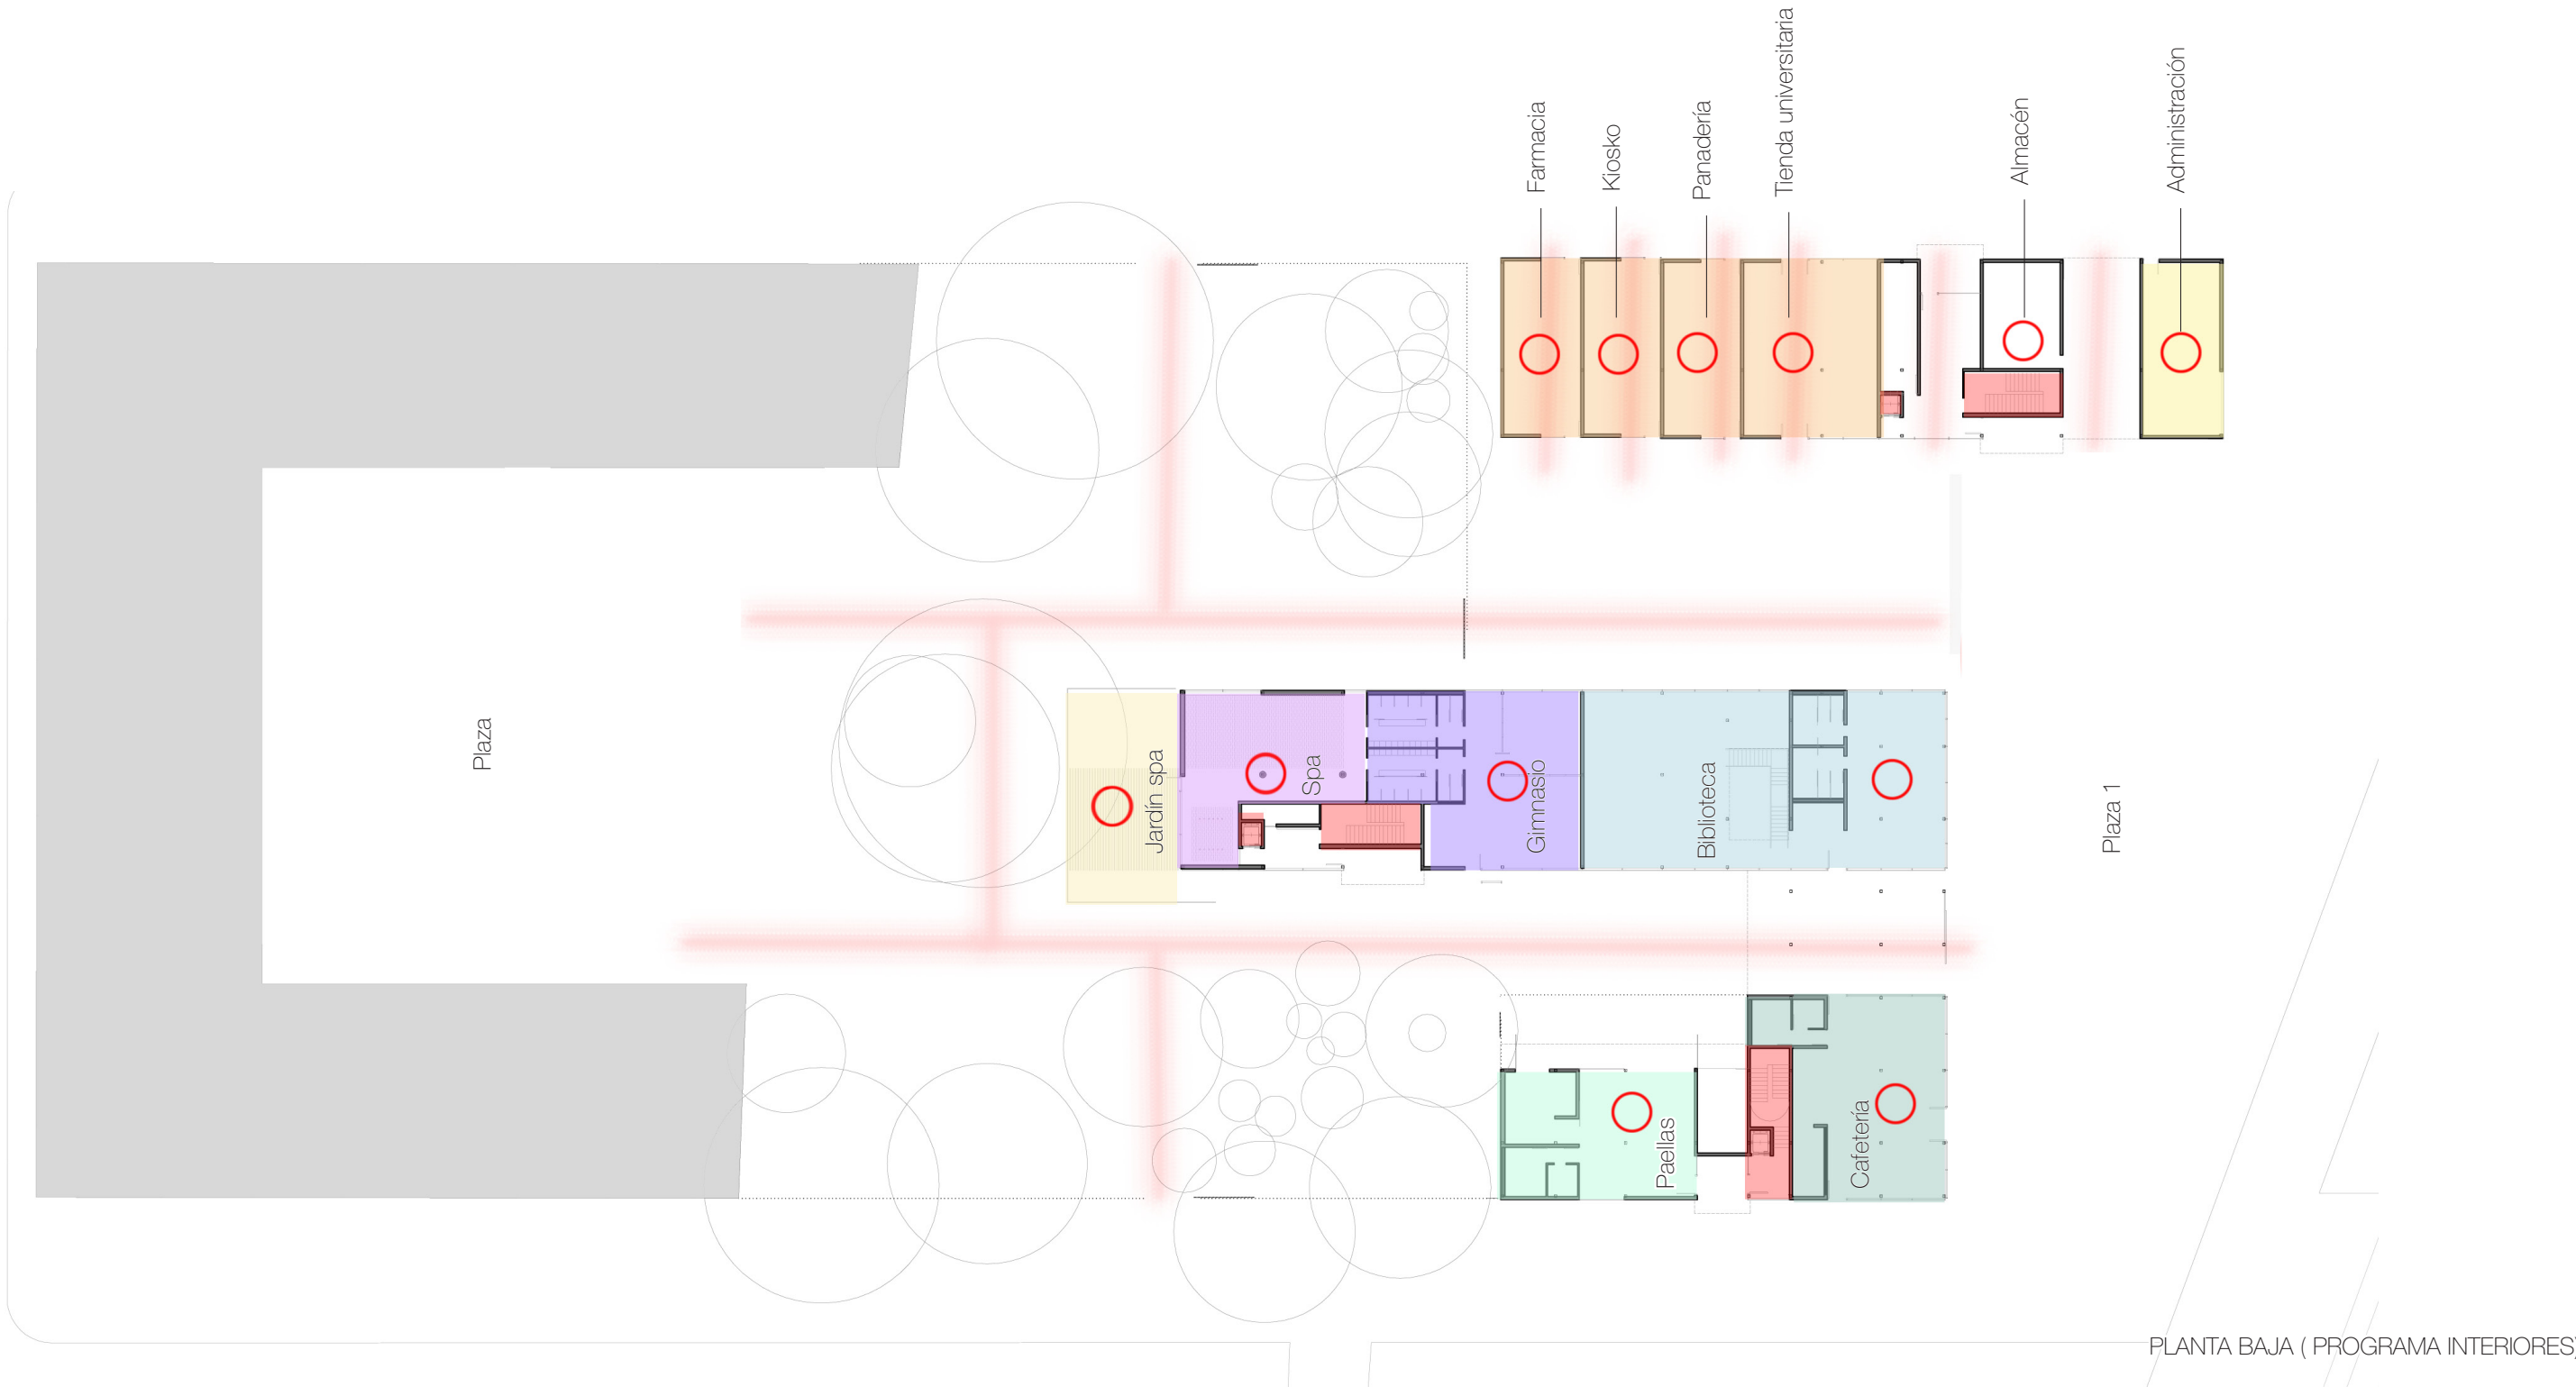 Farmacia
Kiosko
Panadería
Tienda universitaria
Almacén
Administración
Plaza
Jardín spa
Spa
Gimnasio
Biblioteca
Plaza 1
Paellas
Cafetería
PLANTA BAJA ( PROGRAMA INTERIORES)